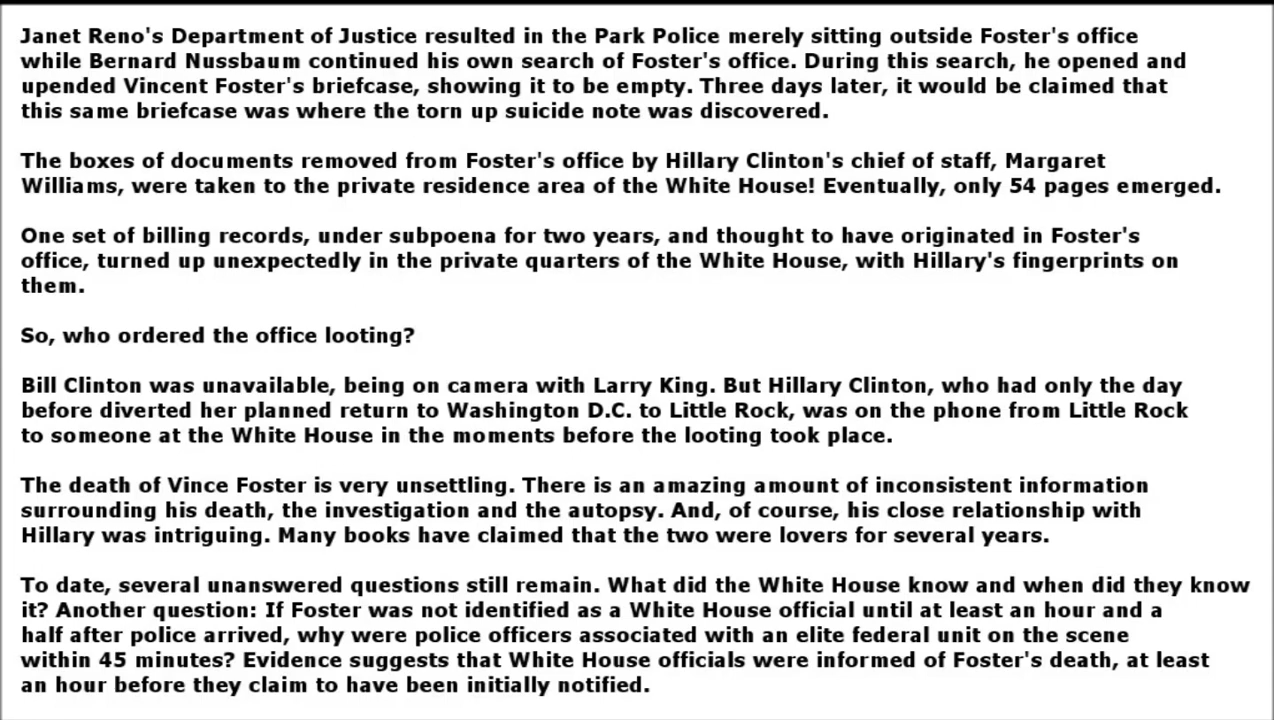 Janet Reno's Department of Justice resulted in the Park Police merely sitting outside Foster's office
while Bernard Nussbaum continued his own search of Foster's office. During this search, he opened and
upended Vincent Foster's briefcase, showing it to be empty. Three days later, it would be claimed that
this same briefcase was where the torn up suicide note was discovered.
The boxes of documents removed from Foster's office by Hillary Clinton's chief of staff, Margaret
Williams, were taken to the private residence area of the White House! Eventually, only 54 pages emerged.
One set of billing records, under subpoena for two years, and thought to have originated in Foster's
office, turned up unexpectedly in the private quarters of the White House, with Hillary's fingerprints on
them.
So, who ordered the office looting?
Bill Clinton was unavailable, being on camera with Larry King. But Hillary Clinton, who had only the day
before diverted her planned return to Washington D.C. to Little Rock, was on the phone from Little Rock
to someone at the White House in the moments before the looting took place.
The death of Vince Foster is very unsettling. There is an amazing amount of inconsistent information
surrounding his death, the investigation and the autopsy. And, of course, his close relationship with
Hillary was intriguing. Many books have claimed that the two were lovers for several years.
To date, several unanswered questions still remain. What did the White House know and when did they know
it? Another question: If Foster was not identified as a White House official until at least an hour and a
half after police arrived, why were police officers associated with an elite federal unit on the scene
within 45 minutes? Evidence suggests that White House officials were informed of Foster's death, at least
an hour before they claim to have been initially notified.